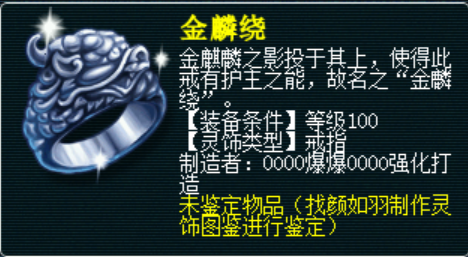 金麟绕
金麒麟之影投于其上，使得此
戒有护主之能，故名之“金麟
绕”。
【装备条件】等级100
【灵饰类型】戒指
制造者：0000爆爆0000强化打
造
未鉴定物品（找颜如羽制作灵
饰图鉴进行鉴定）